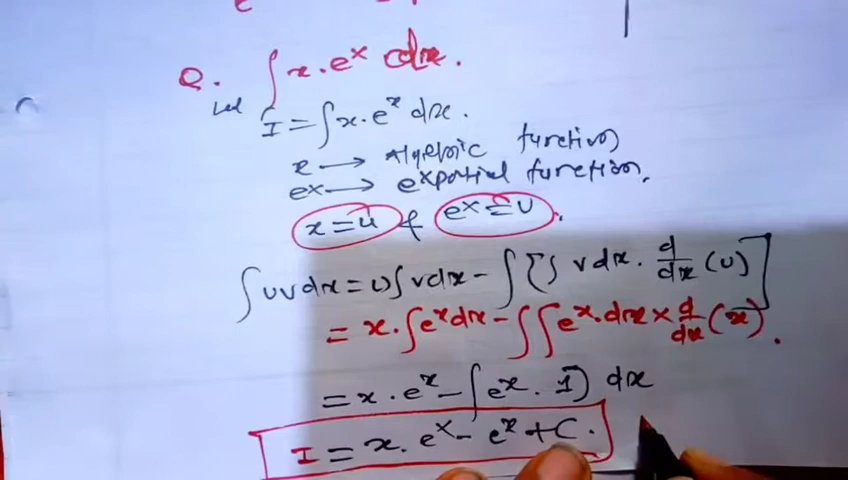 Q. ∫ x.eˣ dx.
Let I = ∫ x.eˣ dx.
x → Algebraic function
ex → expontial function.
x = u & eˣ = v.
∫ uv dx = u∫ v dx - ∫ [∫ v dx . d/dx (u)]
= x.∫ eˣ dx - ∫ ∫ eˣ.dx × d/dx (x).
= x.eˣ - ∫ eˣ.1) dx
I = x.eˣ - eˣ + C.